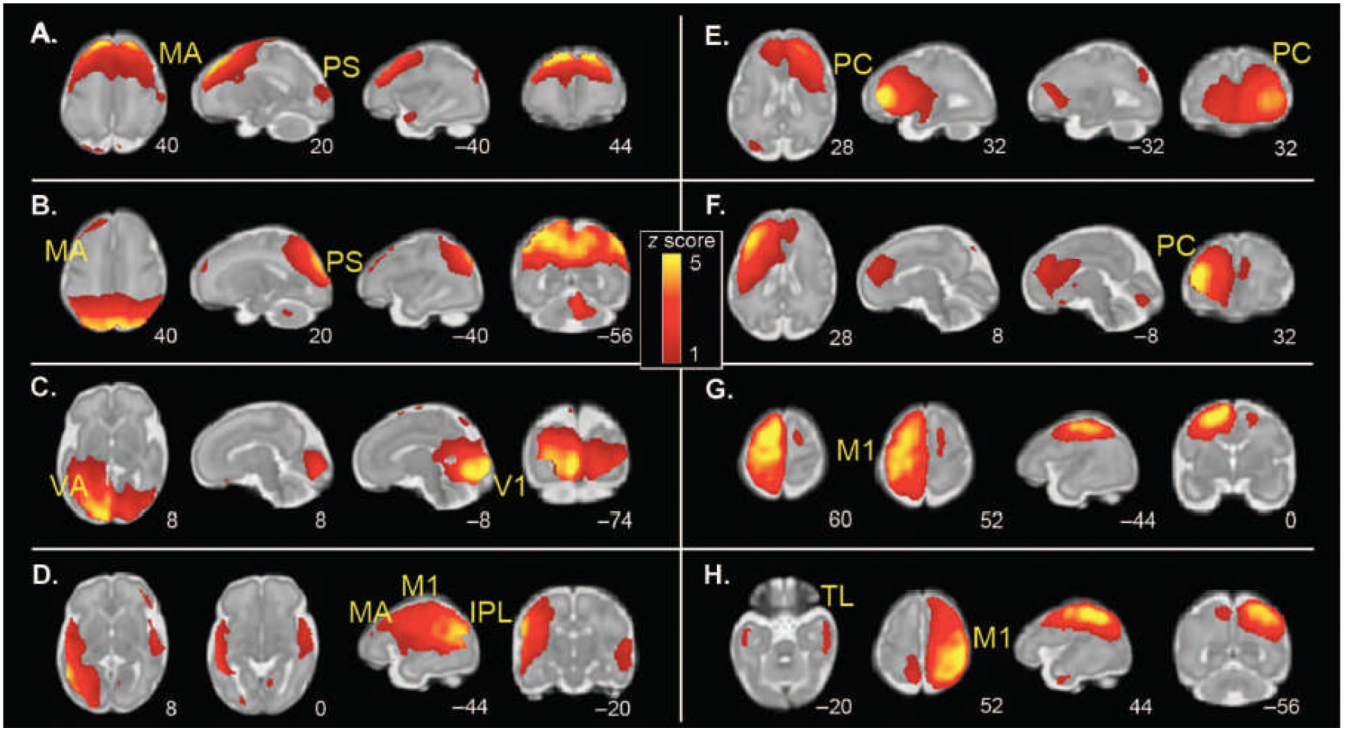 A.
MA
PS
40
20
–40
44
B.
MA
PS
40
20
–40
–56
C.
VA
V1
8
8
–8
–74
D.
M1
MA
IPL
8
0
–44
–20
z score
5
1
E.
PC
PC
28
32
–32
32
F.
PC
28
8
–8
32
G.
M1
60
52
–44
0
H.
TL
M1
–20
52
44
–56